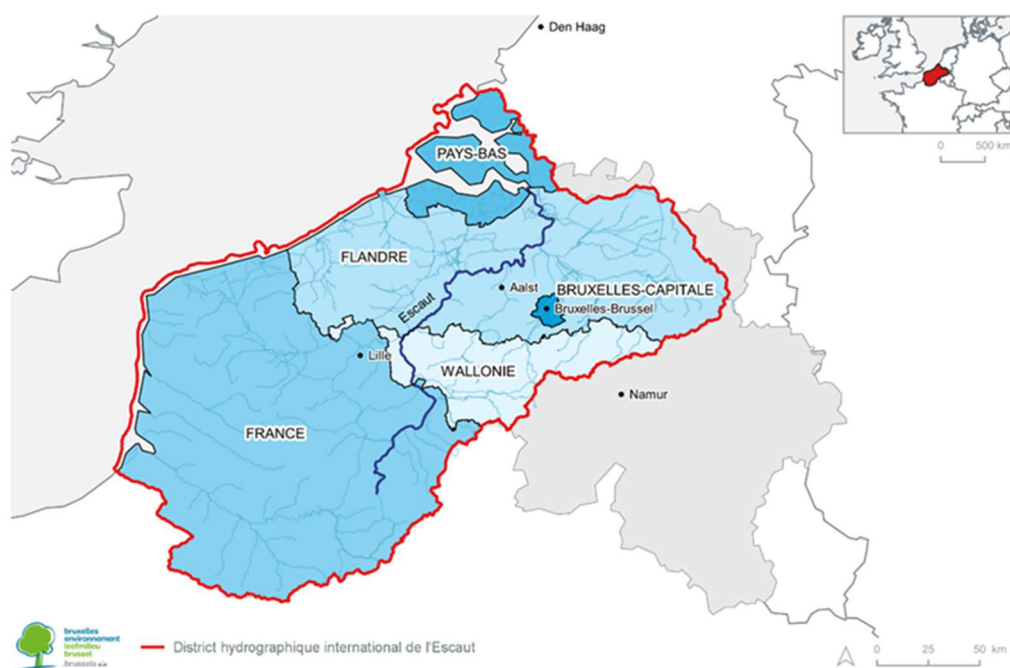 Den Haag
0 500 km
PAYS-BAS
FLANDRE
Aalst
BRUXELLES-CAPITALE
Bruxelles-Brussel
Escaut
Lille
WALLONIE
Namur
FRANCE
bruxelles
environnement
leefmilieu
brussel
.brussels
District hydrographique international de l'Escaut
0 25 50 km